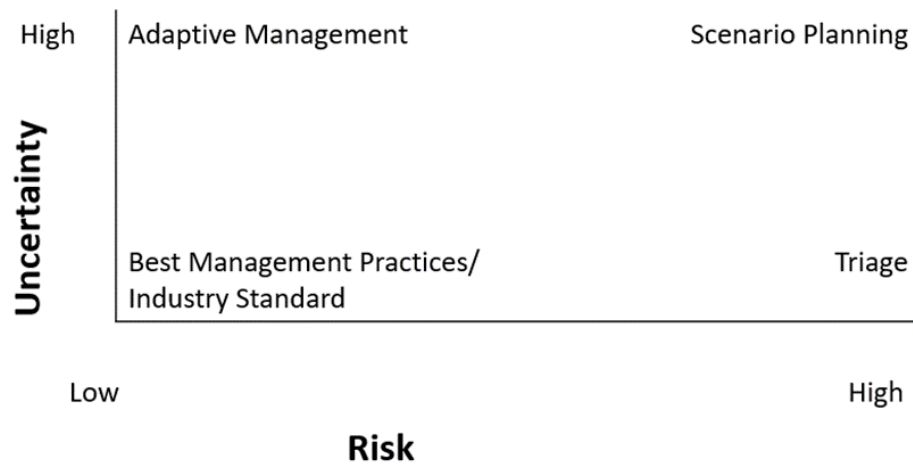 High
Adaptive Management
Scenario Planning
Uncertainty
Best Management Practices/
Industry Standard
Triage
Low
High
Risk